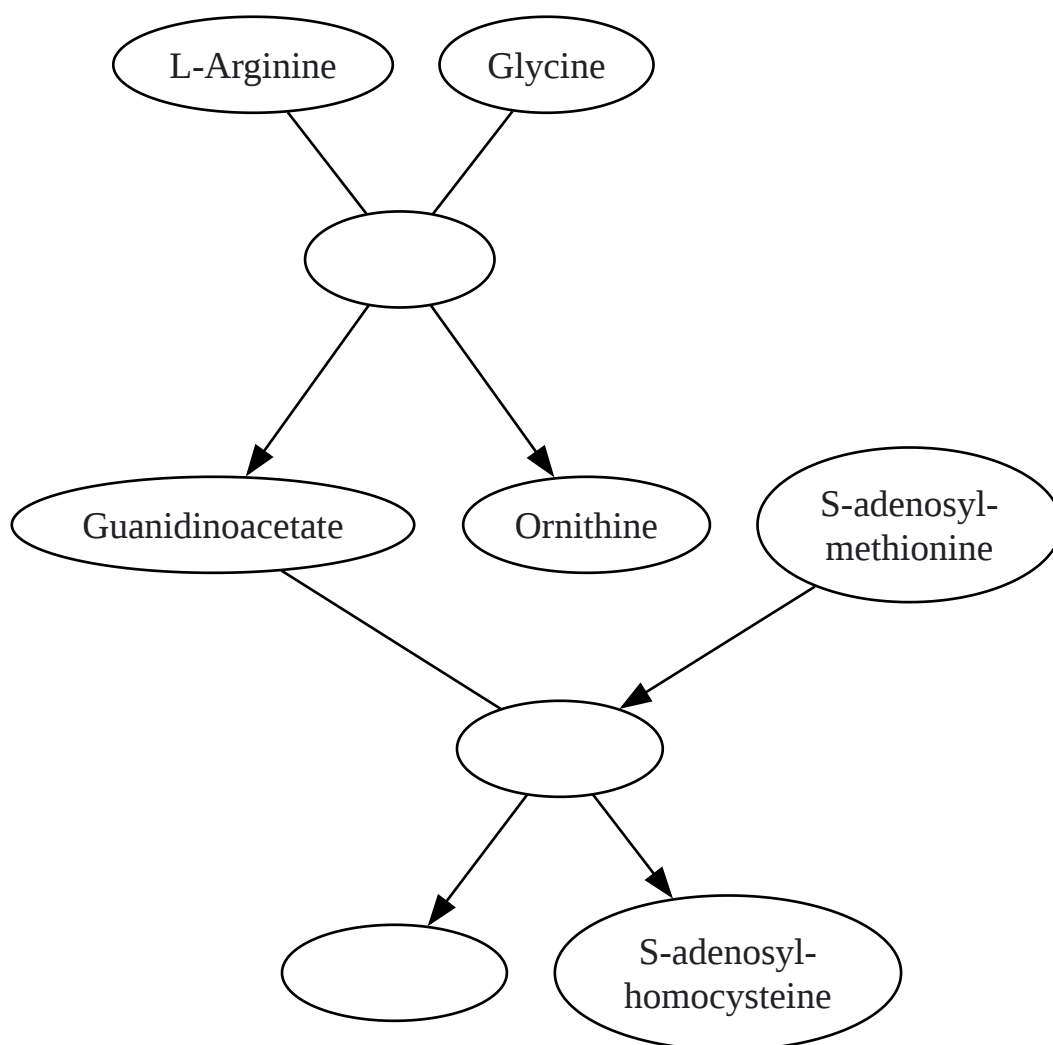 L-Arginine
Glycine
Guanidinoacetate
Ornithine
S-adenosyl-
methionine
S-adenosyl-
homocysteine